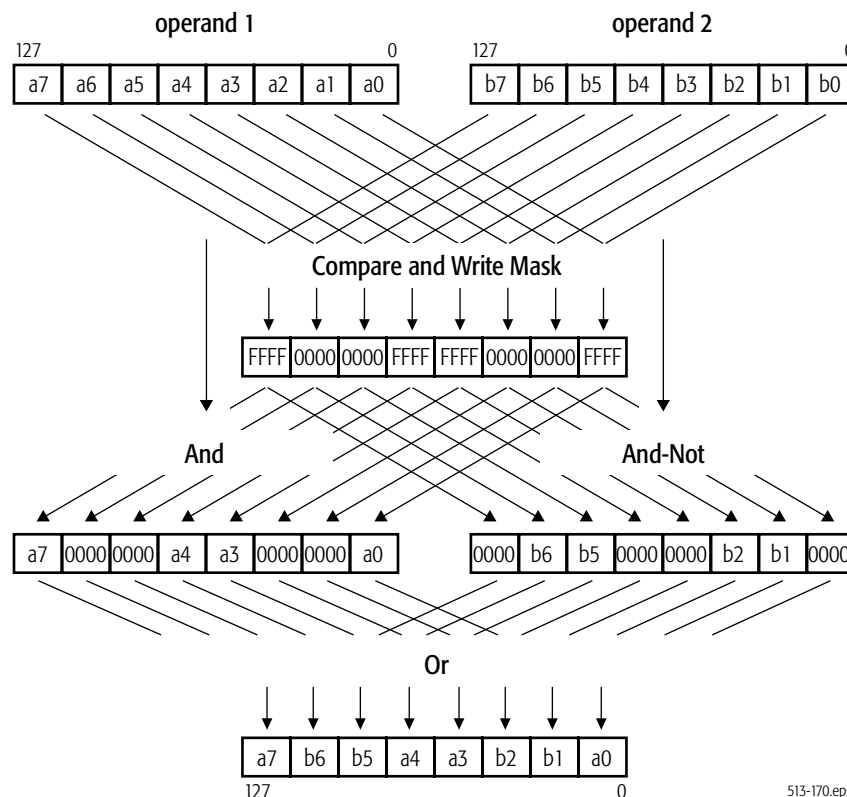 operand 1 operand 2
127 0 127 0
a7 a6 a5 a4 a3 a2 a1 a0 b7 b6 b5 b4 b3 b2 b1 b0
Compare and Write Mask
FFFF 0000 0000 FFFF FFFF 0000 0000 FFFF
And And-Not
a7 0000 0000 a4 a3 0000 0000 a0 0000 b6 b5 0000 0000 b2 b1 0000
Or
a7 b6 b5 a4 a3 b2 b1 a0
127 0
513-170.eps